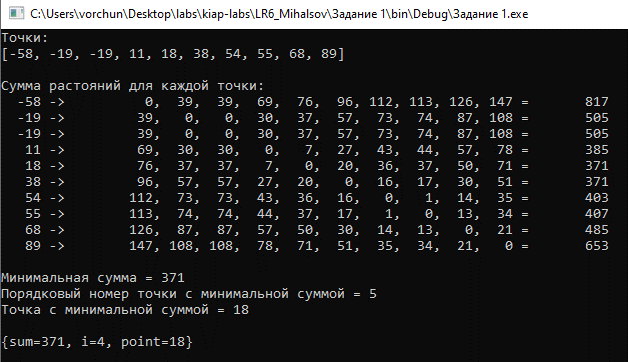 C:\Users\vorchun\Desktop\labs\kiap-labs\LR6_Mihalsov\Задание 1\bin\Debug\Задание 1.exe
Точки:
[-58, -19, -19, 11, 18, 38, 54, 55, 68, 89]
Сумма растояний для каждой точки:
-58 -> 0, 39, 39, 69, 76, 96, 112, 113, 126, 147 = 817
-19 -> 39, 0, 0, 30, 37, 57, 73, 74, 87, 108 = 505
-19 -> 39, 0, 0, 30, 37, 57, 73, 74, 87, 108 = 505
11 -> 69, 30, 30, 0, 7, 27, 43, 44, 57, 78 = 385
18 -> 76, 37, 37, 7, 0, 20, 36, 37, 50, 71 = 371
38 -> 96, 57, 57, 27, 20, 0, 16, 17, 30, 51 = 371
54 -> 112, 73, 73, 43, 36, 16, 0, 1, 14, 35 = 403
55 -> 113, 74, 74, 44, 37, 17, 1, 0, 13, 34 = 407
68 -> 126, 87, 87, 57, 50, 30, 14, 13, 0, 21 = 485
89 -> 147, 108, 108, 78, 71, 51, 35, 34, 21, 0 = 653
Минимальная сумма = 371
Порядковый номер точки с минимальной суммой = 5
Точка с минимальной суммой = 18
{sum=371, i=4, point=18}